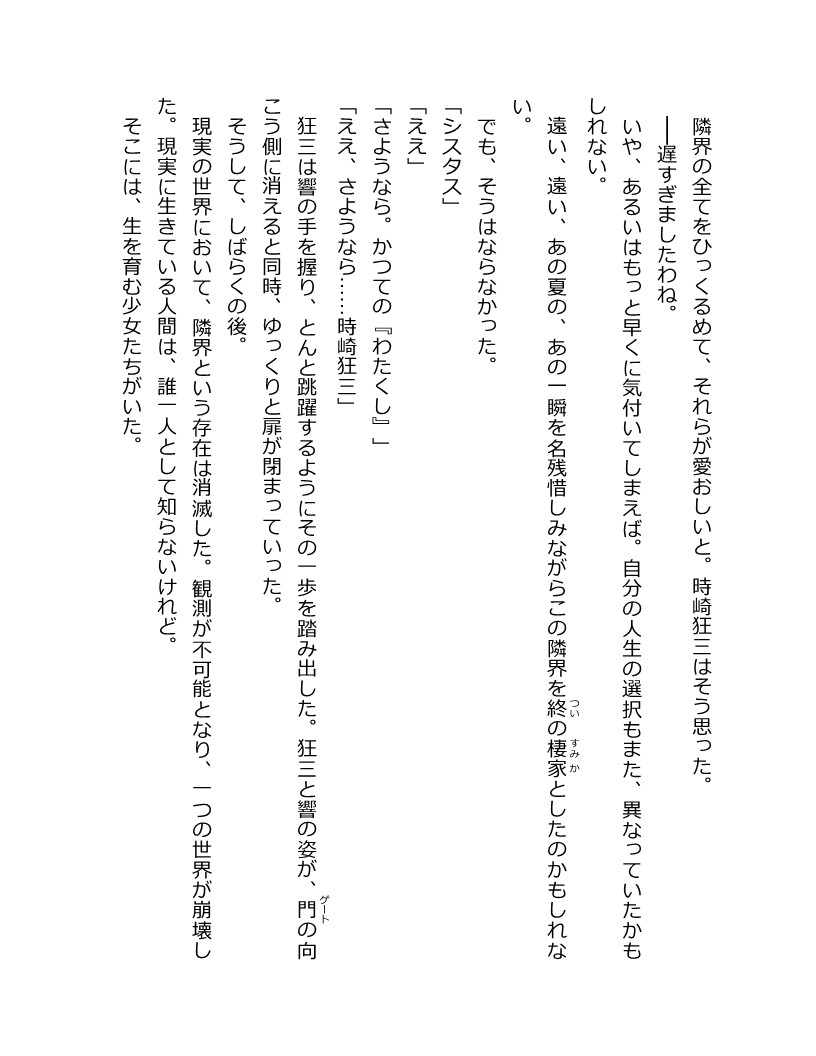 隣界の全てをひっくるめて、それらが愛おしいと。時崎狂三はそう思った。
――遅すぎましたわね。
いや、あるいはもっと早くに気付いてしまえば。自分の人生の選択もまた、異なっていたかも
しれない。
遠い、遠い、あの夏の、あの一瞬を名残惜しみながらこの隣界を終の棲家としたのかもしれな
い。
でも、そうはならなかった。
「シスタス」
「ええ」
「さようなら。かつての『わたくし』」
「ええ、さようなら……時崎狂三」
狂三は響の手を握り、とんと跳躍するようにその一歩を踏み出した。狂三と響の姿が、門の向
こう側に消えると同時、ゆっくりと扉が閉まっていった。
そうして、しばらくの後。
現実の世界において、隣界という存在は消滅した。観測が不可能となり、一つの世界が崩壊し
た。現実に生きている人間は、誰一人として知らないけれど。
そこには、生を育む少女たちがいた。
つい
すみか
ゲート